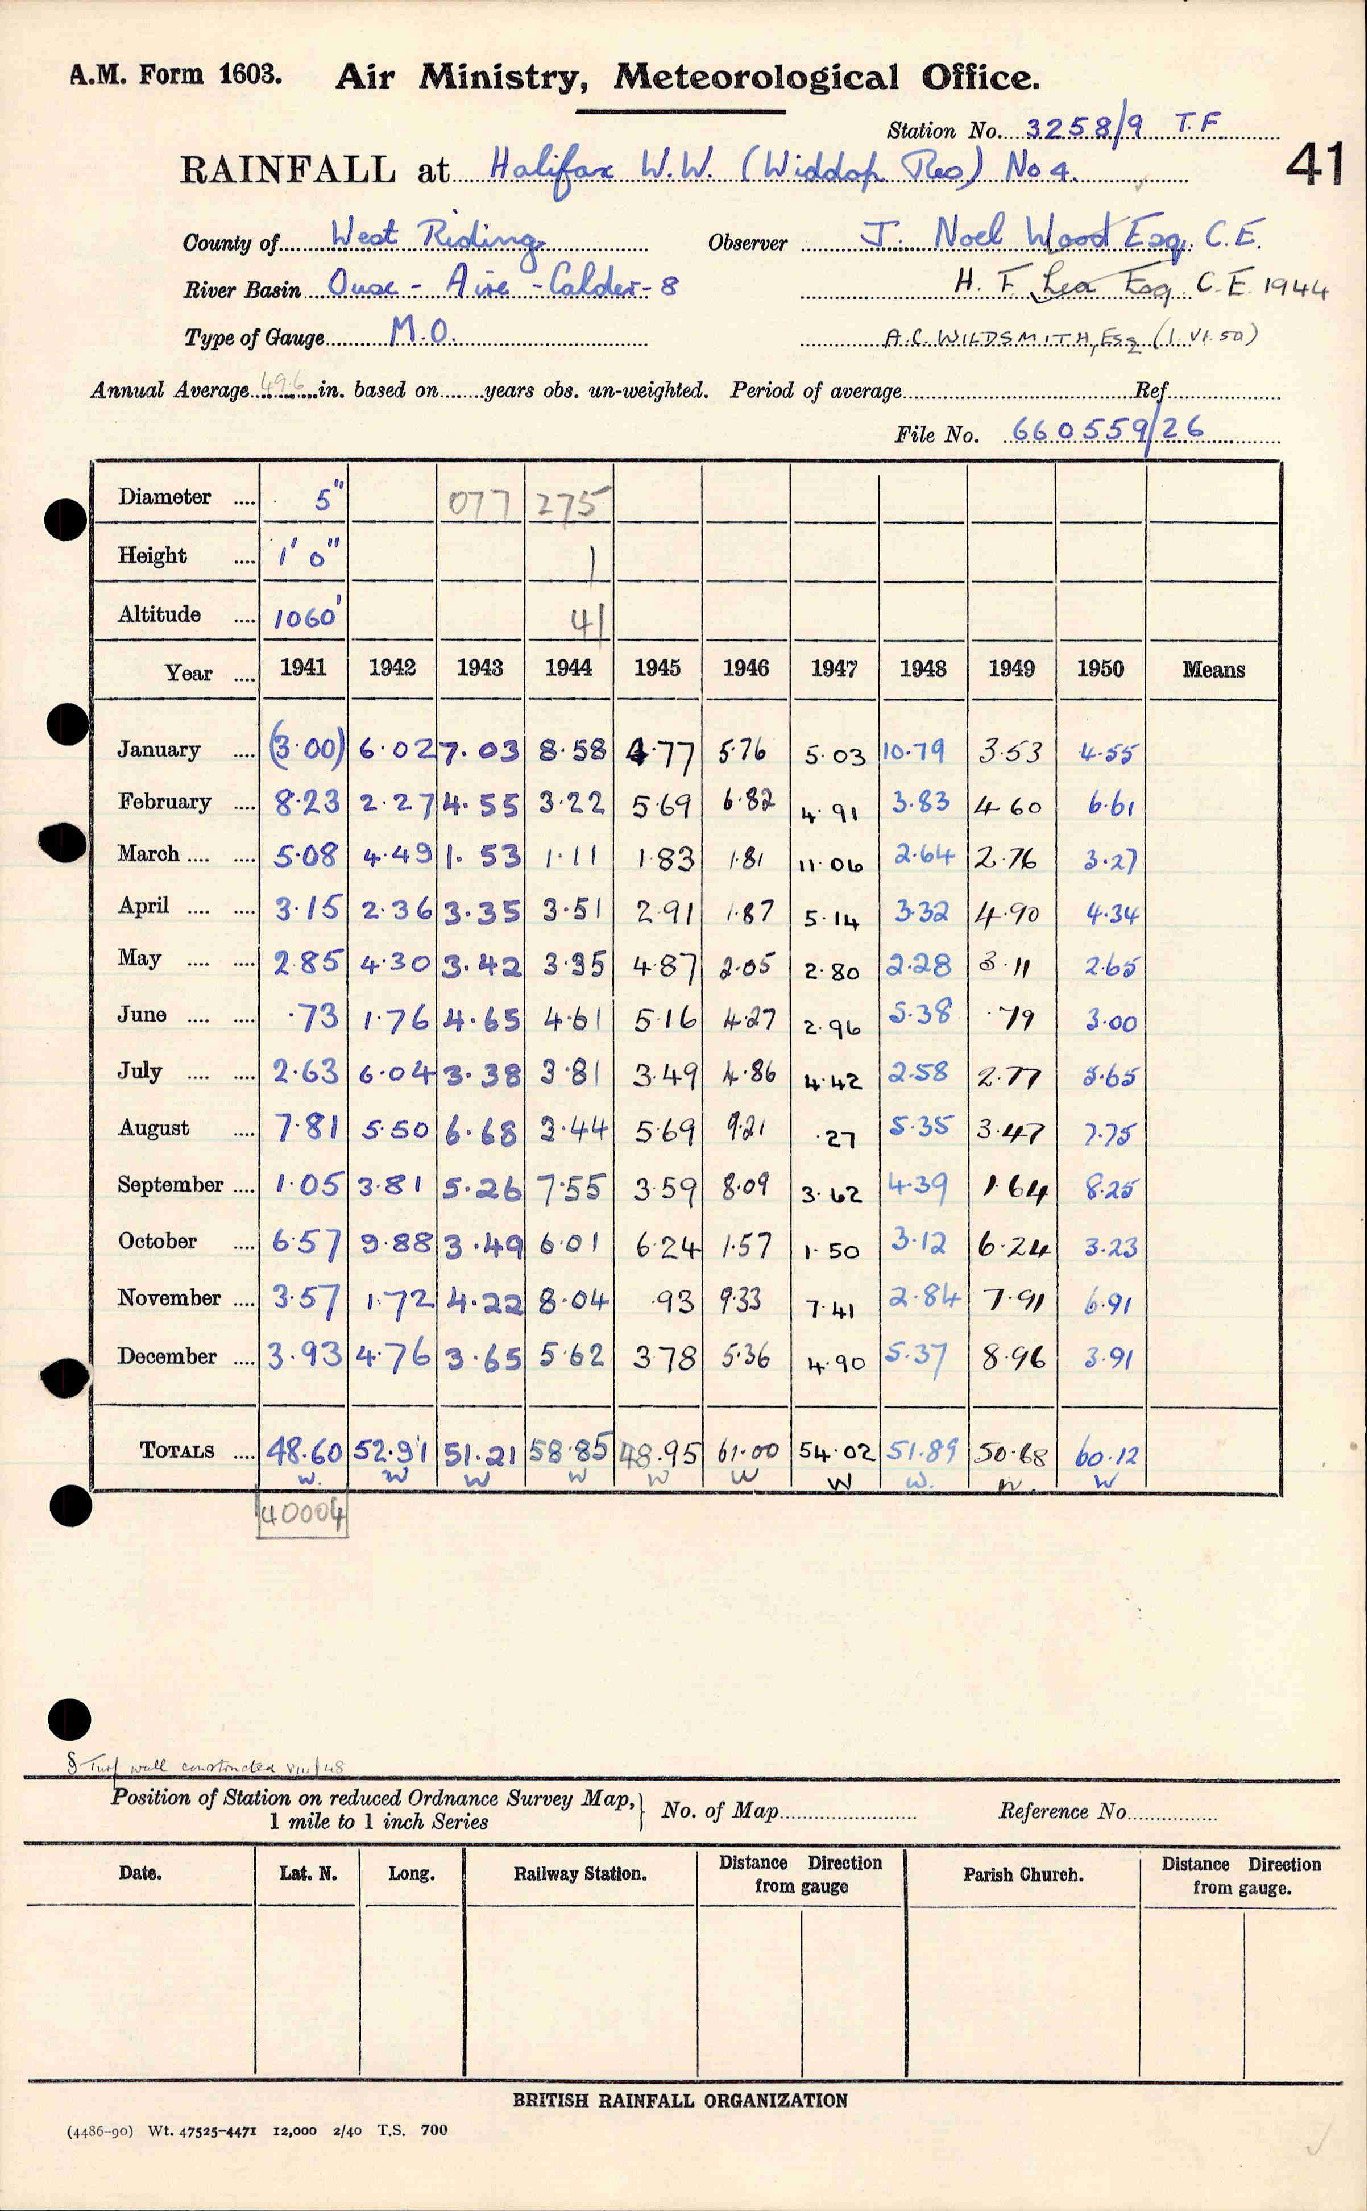 A.M. Form 1603. Air Ministry, Meteorological Office.
Station No. 3258/9 T.F.
41
RAINFALL at Halifax W.W. (Widdop Res) No 4.
County of West Riding Observer J. Noel Wood Esq. C.E.
River Basin Ouse - Aire - Calder - 8 H. F. Lea Esq C.E. 1944
Type of Gauge M.O. A.C. WILDSMITH, Esq (1.VI.50)
Annual Average 49.6 in. based on years obs. un-weighted. Period of average Ref
File No. 660559/26
Diameter .... 5" 077 275
Height .... 1' 0" 1
Altitude .... 1060' 41
Year .... 1941 1942 1943 1944 1945 1946 1947 1948 1949 1950 Means
January .... (3.00) 6.02 7.03 8.58 4.77 5.76 5.03 10.79 3.53 4.55
February .... 8.23 2.27 4.55 3.22 5.69 6.82 4.91 3.83 4.60 6.61
March .... .... 5.08 4.49 1.53 1.11 1.83 1.81 11.06 2.64 2.76 3.27
April .... .... 3.15 2.36 3.35 3.51 2.91 1.87 5.14 3.32 4.90 4.34
May .... .... 2.85 4.30 3.42 3.35 4.87 2.05 2.80 2.28 3.11 2.65
June .... .... .73 1.76 4.65 4.61 5.16 4.27 2.96 5.38 .79 3.00
July .... .... 2.63 6.04 3.38 3.81 3.49 4.86 4.42 2.58 2.77 5.65
August .... 7.81 5.50 6.68 3.44 5.69 9.21 .27 5.35 3.47 7.75
September .... 1.05 3.81 5.26 7.55 3.59 8.09 3.62 4.39 1.64 8.25
October .... 6.57 9.88 3.49 6.01 6.24 1.57 1.50 3.12 6.24 3.23
November .... 3.57 1.72 4.22 8.04 .93 9.33 7.41 2.84 7.91 6.91
December .... 3.93 4.76 3.65 5.62 3.78 5.36 4.90 5.37 8.96 3.91
TOTALS .... 48.60 52.91 51.21 58.85 48.95 61.00 54.02 51.89 50.68 60.12
w. w w w w w w w. w. w
40004
§ Turf wall constructed VIII/48
Position of Station on reduced Ordnance Survey Map, } No. of Map Reference No.
1 mile to 1 inch Series
Date. Lat. N. Long. Railway Station. Distance Direction from gauge Parish Church. Distance Direction from gauge.
BRITISH RAINFALL ORGANIZATION
(4486-90) Wt. 47525-4471 12,000 2/40 T.S. 700